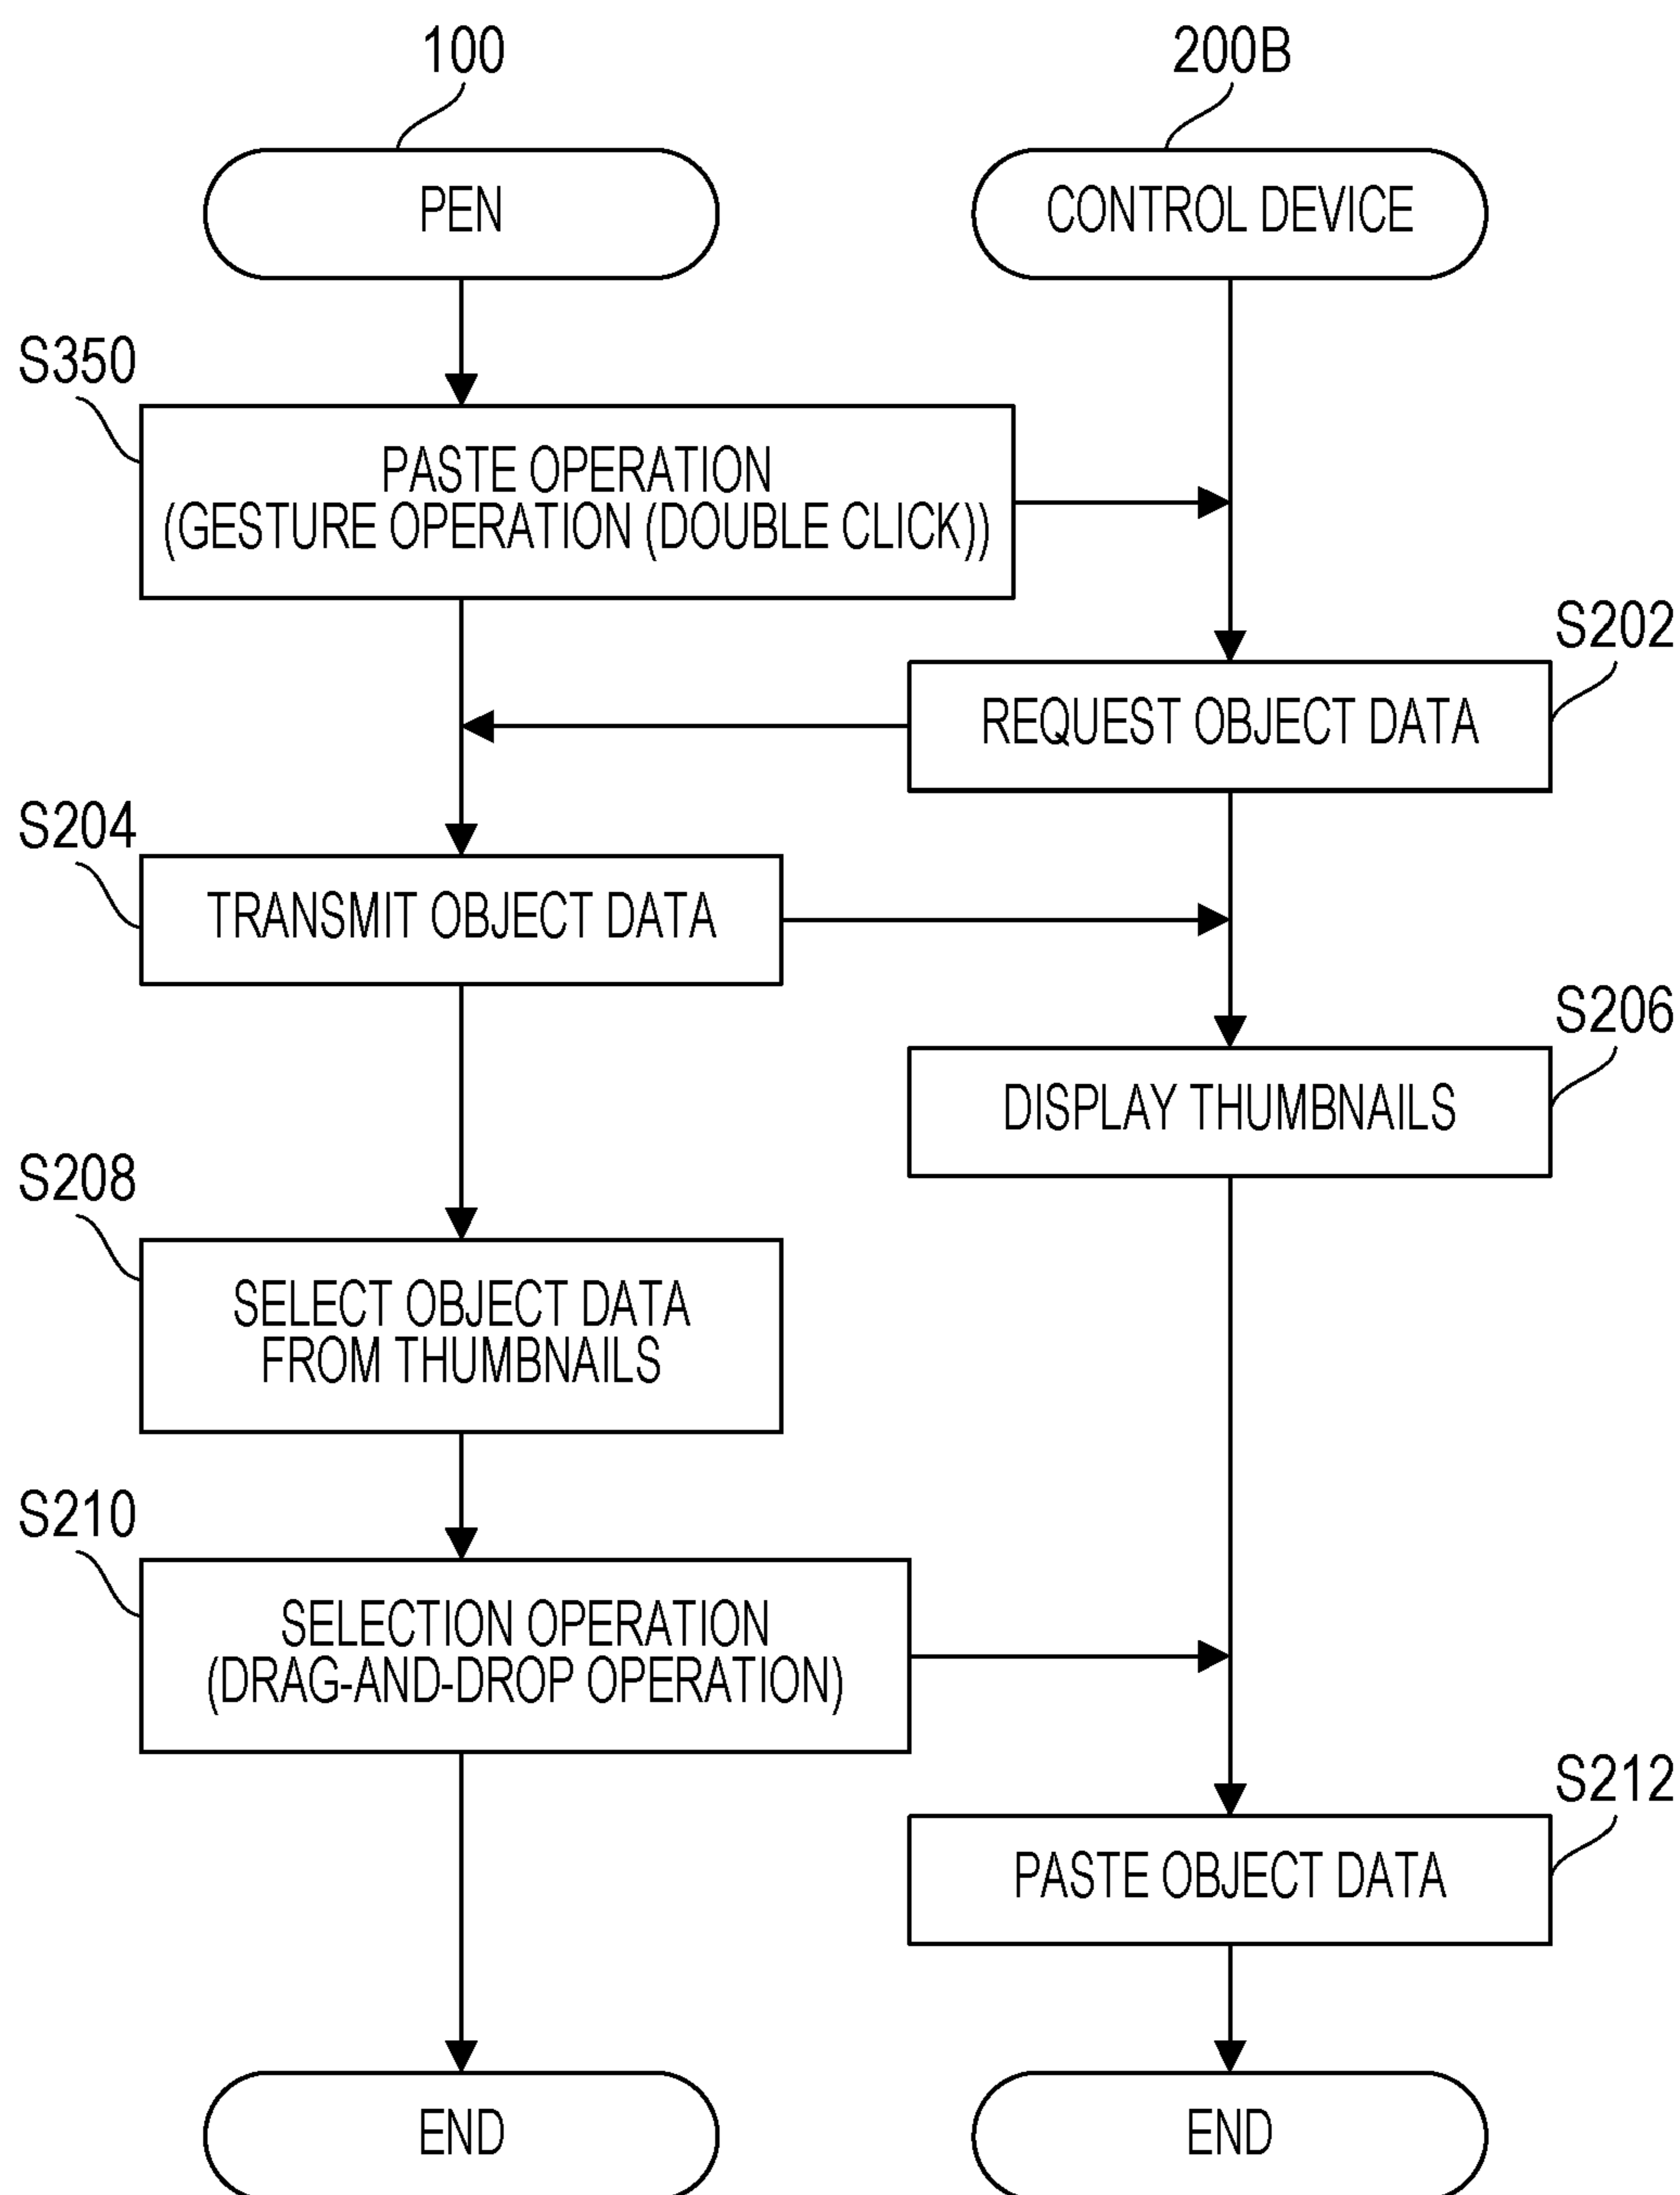 100
200B
PEN
CONTROL DEVICE
S350
PASTE OPERATION
(GESTURE OPERATION (DOUBLE CLICK))
S202
REQUEST OBJECT DATA
S204
TRANSMIT OBJECT DATA
S206
DISPLAY THUMBNAILS
S208
SELECT OBJECT DATA
FROM THUMBNAILS
S210
SELECTION OPERATION
(DRAG-AND-DROP OPERATION)
S212
PASTE OBJECT DATA
END
END